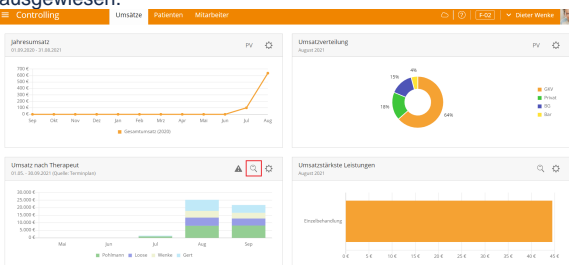 ausgewiesen.
Controlling Umsätze Patienten Mitarbeiter F-02 Dieter Wenke
Jahresumsatz PV
01.09.2020 - 31.08.2021
700 €
600 €
500 €
400 €
300 €
200 €
100 €
0 €
Sep Okt Nov Dez Jan Feb Mrz Apr Mai Jun Jul Aug
Gesamtumsatz (2020)
Umsatzverteilung PV
August 2021
4%
15%
18%
64%
GKV
Privat
BG
Bar
Umsatz nach Therapeut
01.05. - 30.09.2021 (Quelle: Terminplan)
30.000 €
25.000 €
20.000 €
15.000 €
10.000 €
5.000 €
0 €
Mai Jun Jul Aug Sep
Pohlmann Loose Wenke Gert
Umsatzstärkste Leistungen
August 2021
Einzelbehandlung
0 € 5 € 10 € 15 € 20 € 25 € 30 € 35 € 40 € 45 €